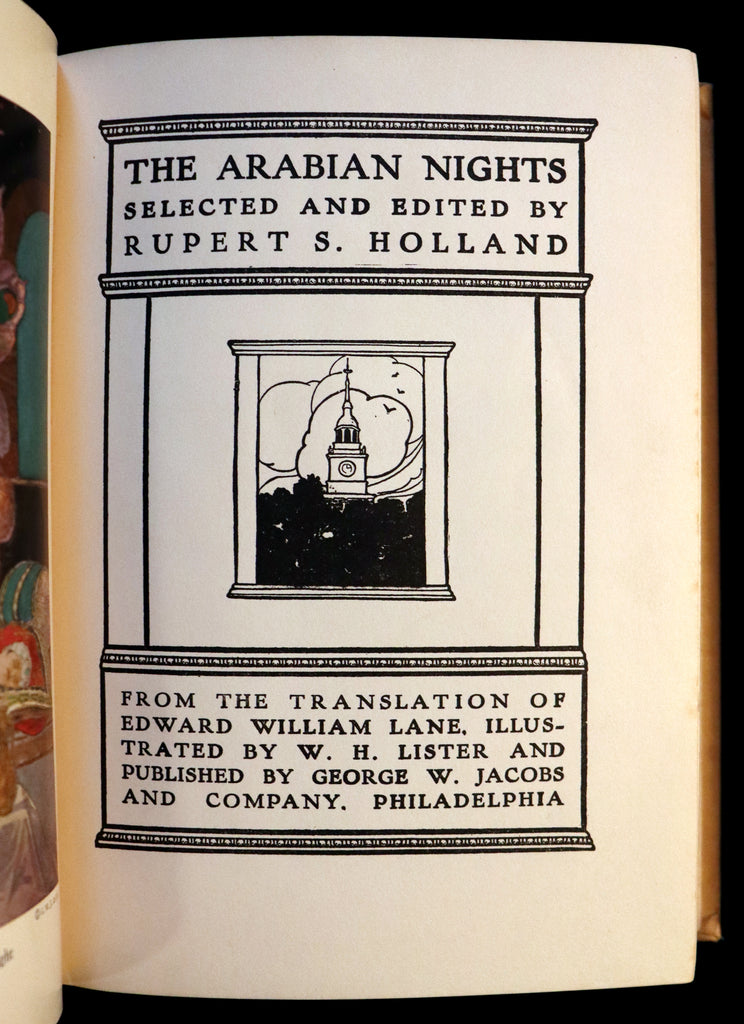 THE ARABIAN NIGHTS
SELECTED AND EDITED BY
RUPERT S. HOLLAND
FROM THE TRANSLATION OF
EDWARD WILLIAM LANE, ILLUS-
TRATED BY W. H. LISTER AND
PUBLISHED BY GEORGE W. JACOBS
AND COMPANY, PHILADELPHIA